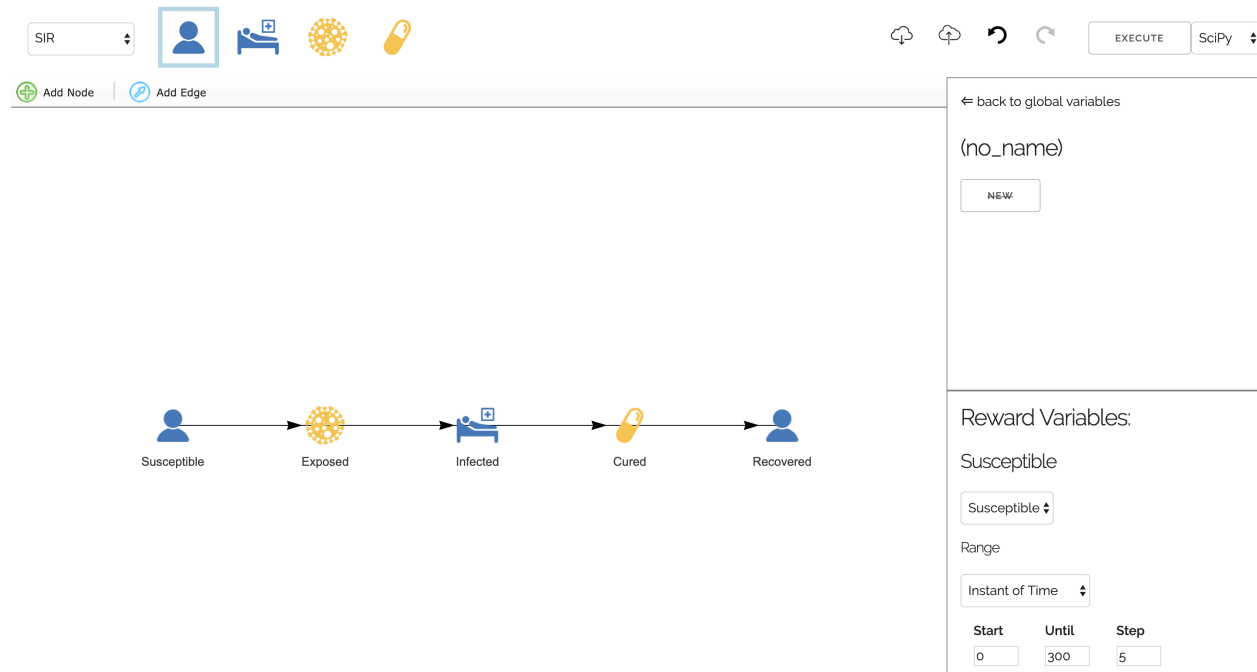 SIR
EXECUTE
SciPy
Add Node
Add Edge
⇐ back to global variables
(no_name)
NEW
Susceptible
Exposed
Infected
Cured
Recovered
Reward Variables:
Susceptible
Susceptible
Range
Instant of Time
Start Until Step
0 300 5